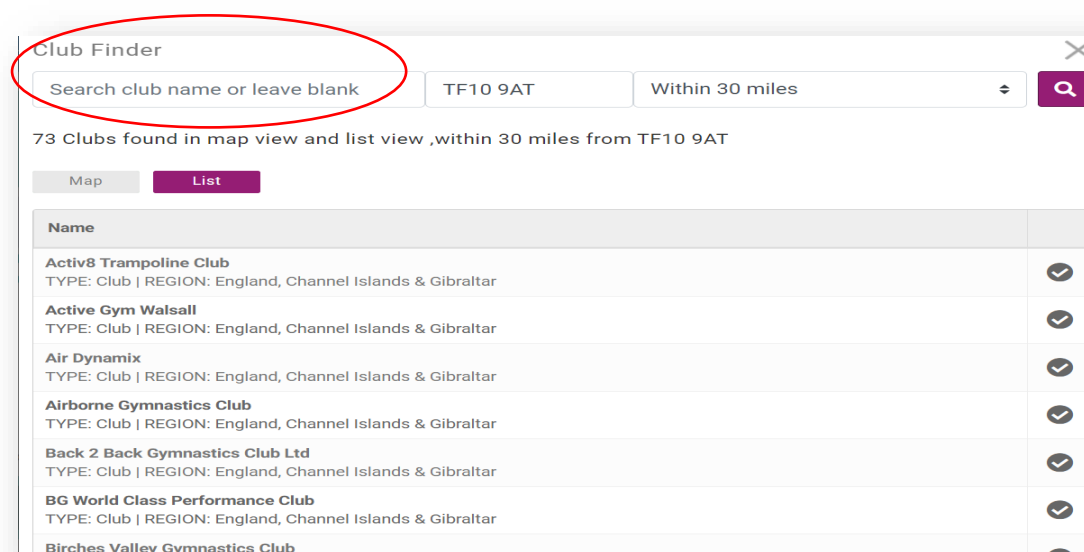 Club Finder
Search club name or leave blank TF10 9AT Within 30 miles
73 Clubs found in map view and list view ,within 30 miles from TF10 9AT
Map List
Name
Activ8 Trampoline Club
TYPE: Club | REGION: England, Channel Islands & Gibraltar
Active Gym Walsall
TYPE: Club | REGION: England, Channel Islands & Gibraltar
Air Dynamix
TYPE: Club | REGION: England, Channel Islands & Gibraltar
Airborne Gymnastics Club
TYPE: Club | REGION: England, Channel Islands & Gibraltar
Back 2 Back Gymnastics Club Ltd
TYPE: Club | REGION: England, Channel Islands & Gibraltar
BG World Class Performance Club
TYPE: Club | REGION: England, Channel Islands & Gibraltar
Birches Valley Gymnastics Club